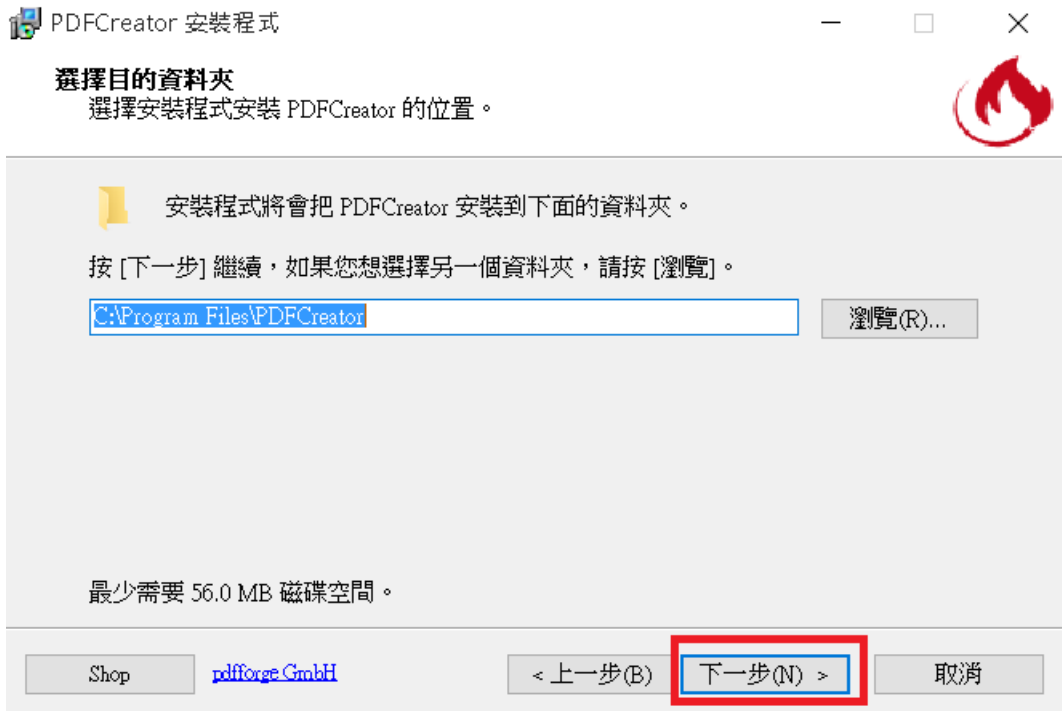 PDFCreator 安裝程式
選擇目的資料夾
選擇安裝程式安裝 PDFCreator 的位置。
安裝程式將會把 PDFCreator 安裝到下面的資料夾。
按 [下一步] 繼續，如果您想選擇另一個資料夾，請按 [瀏覽]。
C:\Program Files\PDFCreator
瀏覽(R)...
最少需要 56.0 MB 磁碟空間。
Shop
pdfforge GmbH
< 上一步(B)
下一步(N) >
取消